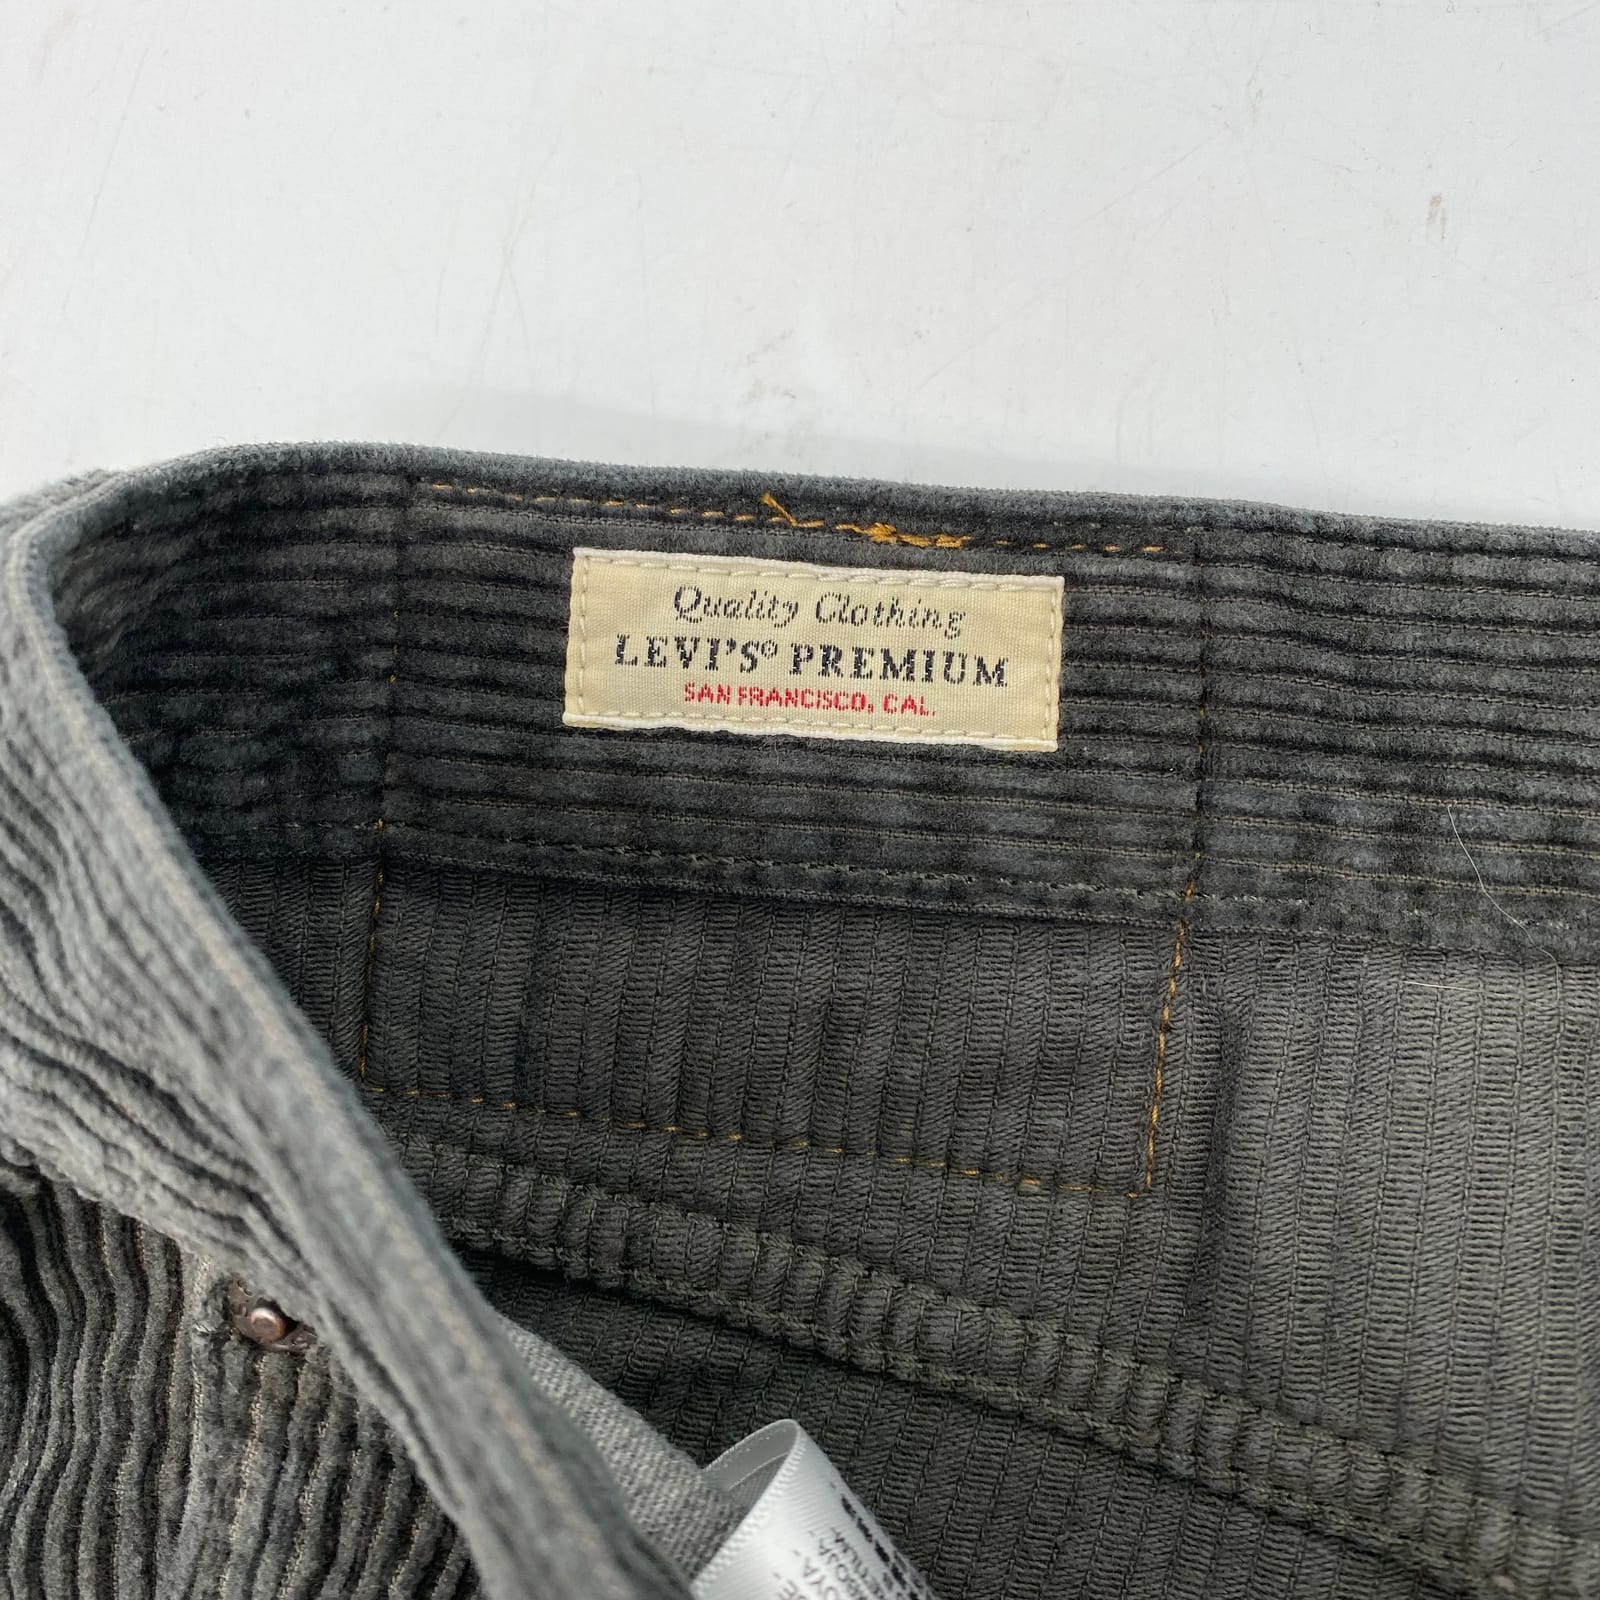 Quality Clothing
LEVI'S® PREMIUM
SAN FRANCISCO, CAL.